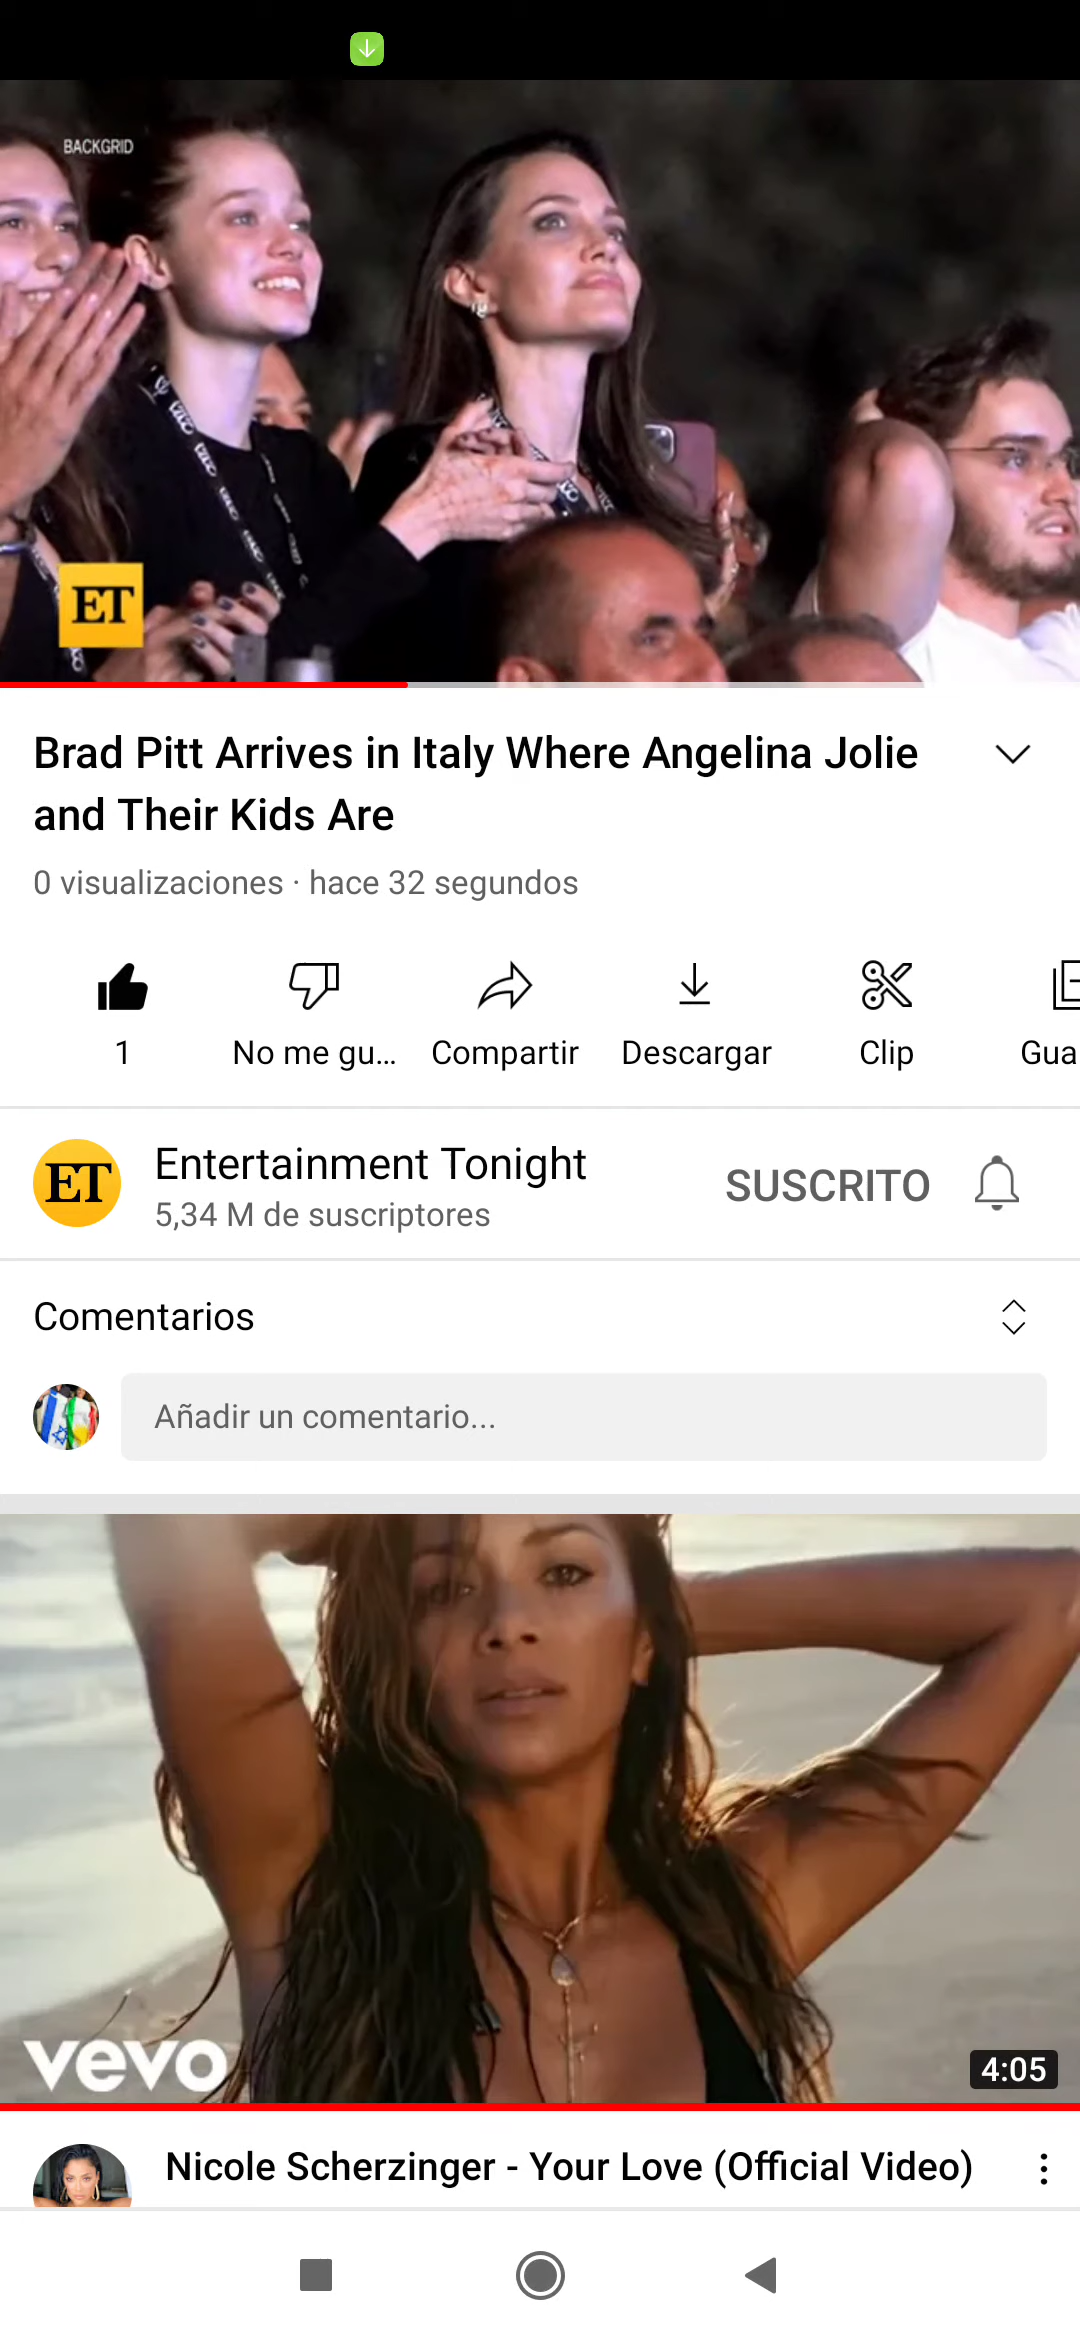 BACKGRID
ET
Brad Pitt Arrives in Italy Where Angelina Jolie
and Their Kids Are
0 visualizaciones · hace 32 segundos
1
No me gu...
Compartir
Descargar
Clip
Gua
ET
Entertainment Tonight
5,34 M de suscriptores
SUSCRITO
Comentarios
Añadir un comentario...
vevo
4:05
Nicole Scherzinger - Your Love (Official Video)